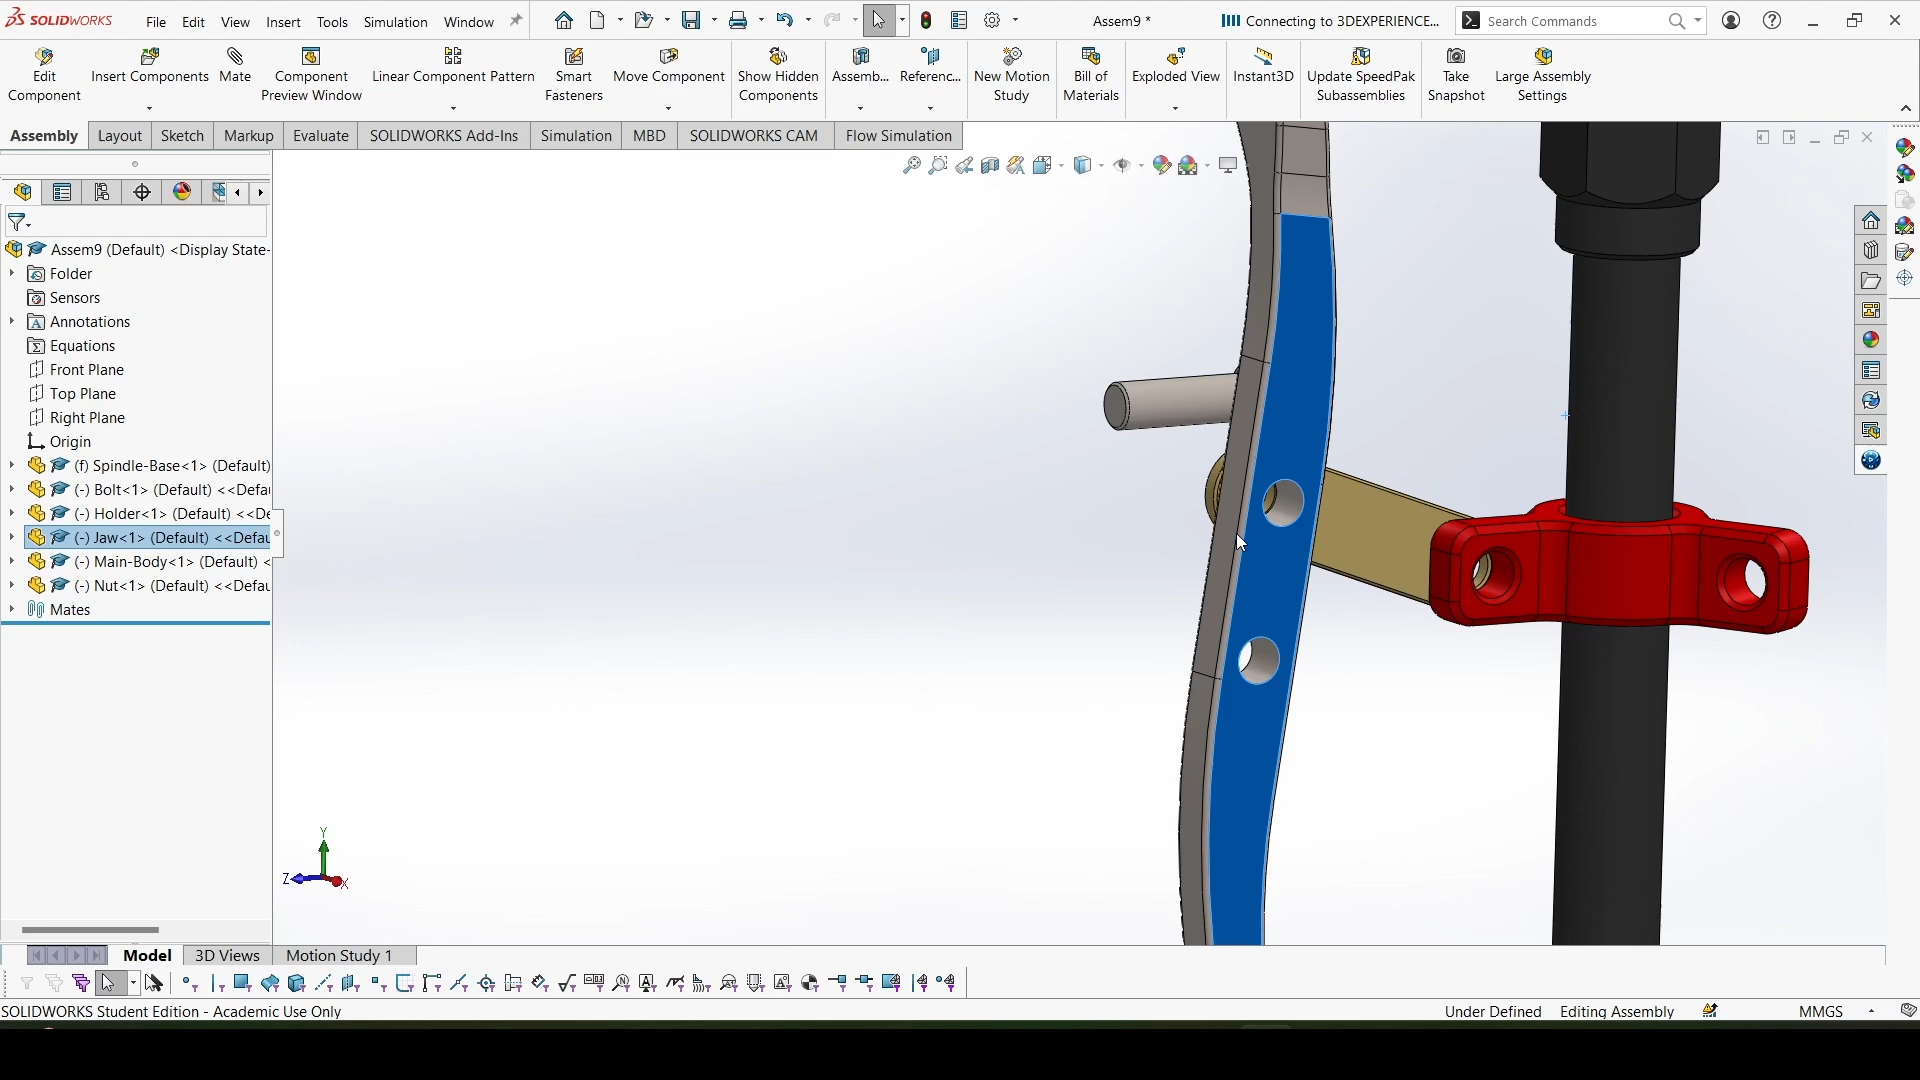 SOLIDWORKS File Edit View Insert Tools Simulation Window Assem9 * Connecting to 3DEXPERIENCE... Search Commands
Edit Component
Insert Components
Mate
Component Preview Window
Linear Component Pattern
Smart Fasteners
Move Component
Show Hidden Components
Assemb...
Referenc...
New Motion Study
Bill of Materials
Exploded View
Instant3D
Update SpeedPak Subassemblies
Take Snapshot
Large Assembly Settings
Assembly Layout Sketch Markup Evaluate SOLIDWORKS Add-Ins Simulation MBD SOLIDWORKS CAM Flow Simulation
Assem9 (Default) <Display State-
Folder
Sensors
Annotations
Equations
Front Plane
Top Plane
Right Plane
Origin
(f) Spindle-Base<1> (Default)
(-) Bolt<1> (Default) <<Defau
(-) Holder<1> (Default) <<De
(-) Jaw<1> (Default) <<Defau
(-) Main-Body<1> (Default) <
(-) Nut<1> (Default) <<Defau
Mates
Y
Z
X
Model 3D Views Motion Study 1
SOLIDWORKS Student Edition - Academic Use Only Under Defined Editing Assembly MMGS